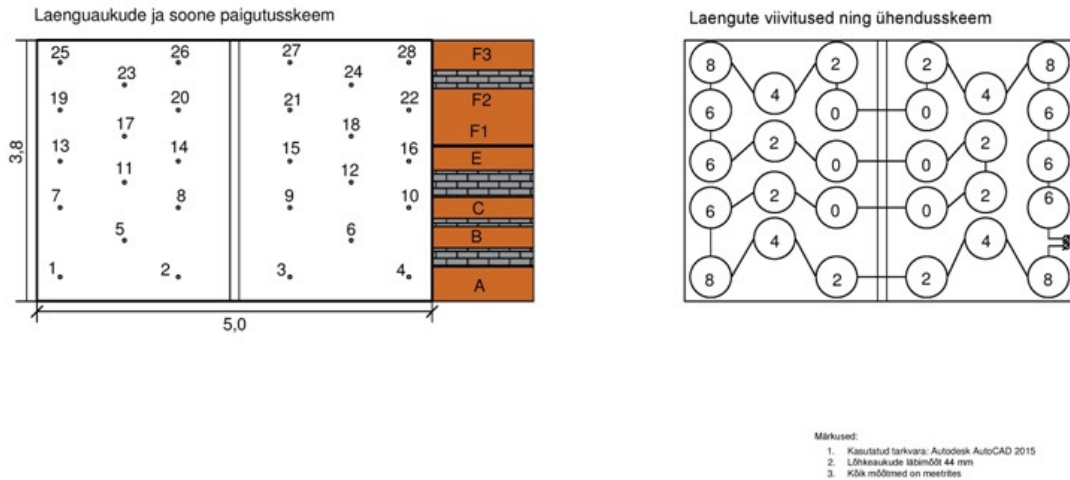 Laenguaukude ja soone paigutusskeem
25 26 27 28 F3
23 24
19 20 21 22 F2
17 18 F1
13 14 15 16 E
11 12
7 8 9 10 C
5 6 B
1 2 3 4 A
3,8
5,0
Laengute viivitused ning ühendusskeem
8 2 2 8
4 4
6 0 0 6
2 2
6 0 0 6
2 2
6 0 0 6
4 4
8 2 2 8
Märkused:
1. Kasutatud tarkvara: Autodesk AutoCAD 2015
2. Lõhkeaukude läbimõõt 44 mm
3. Kõik mõõtmed on meetrites